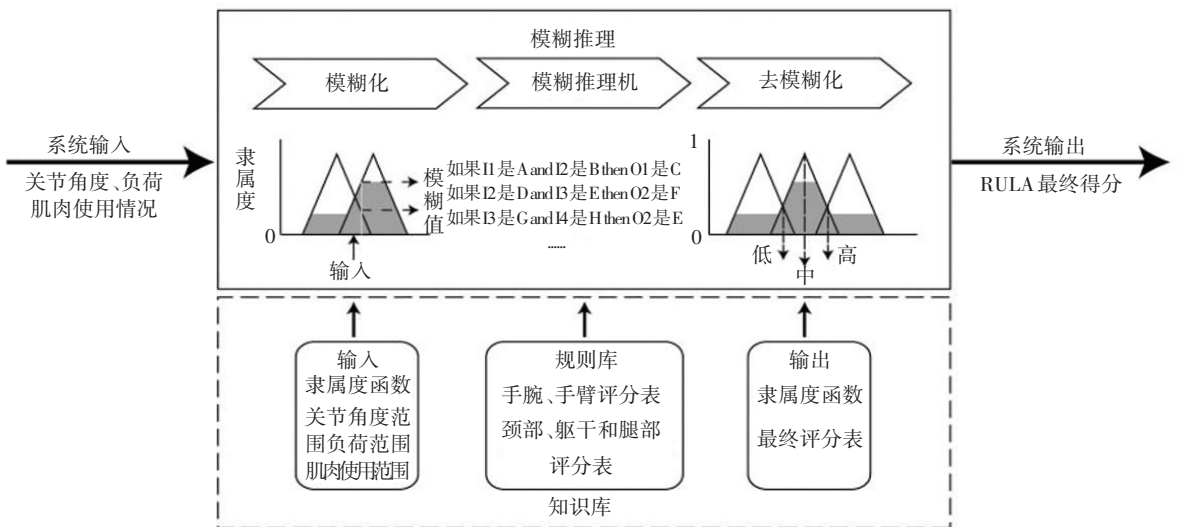 模糊推理
模糊化
模糊推理机
去模糊化
系统输入
关节角度、负荷
肌肉使用情况
隶属度
0
输入
模糊值
如果I1是A and I2是B then O1是C
如果I2是D and I3是E then O2是F
如果I3是G and I4是H then O2是E
......
1
0
低
中
高
系统输出
RULA最终得分
输入
隶属度函数
关节角度范
围负荷范围
肌肉使用范围
规则库
手腕、手臂评分表
颈部、躯干和腿部
评分表
输出
隶属度函数
最终评分表
知识库